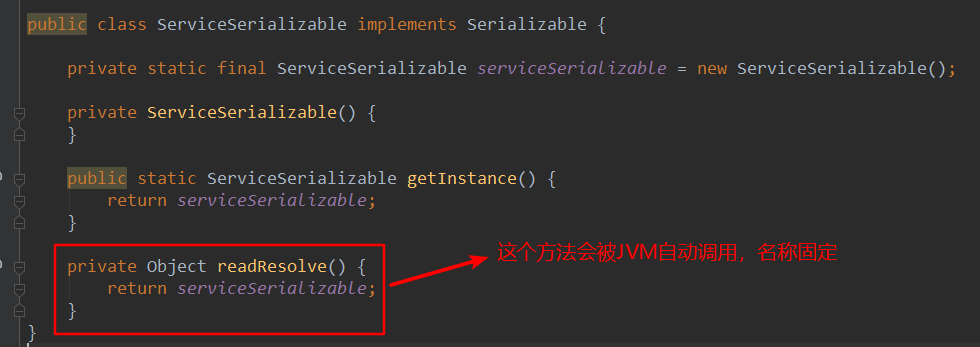 public class ServiceSerializable implements Serializable {
private static final ServiceSerializable serviceSerializable = new ServiceSerializable();
private ServiceSerializable() {
}
public static ServiceSerializable getInstance() {
return serviceSerializable;
}
private Object readResolve() {
这个方法会被JVM自动调用，名称固定
return serviceSerializable;
}
}